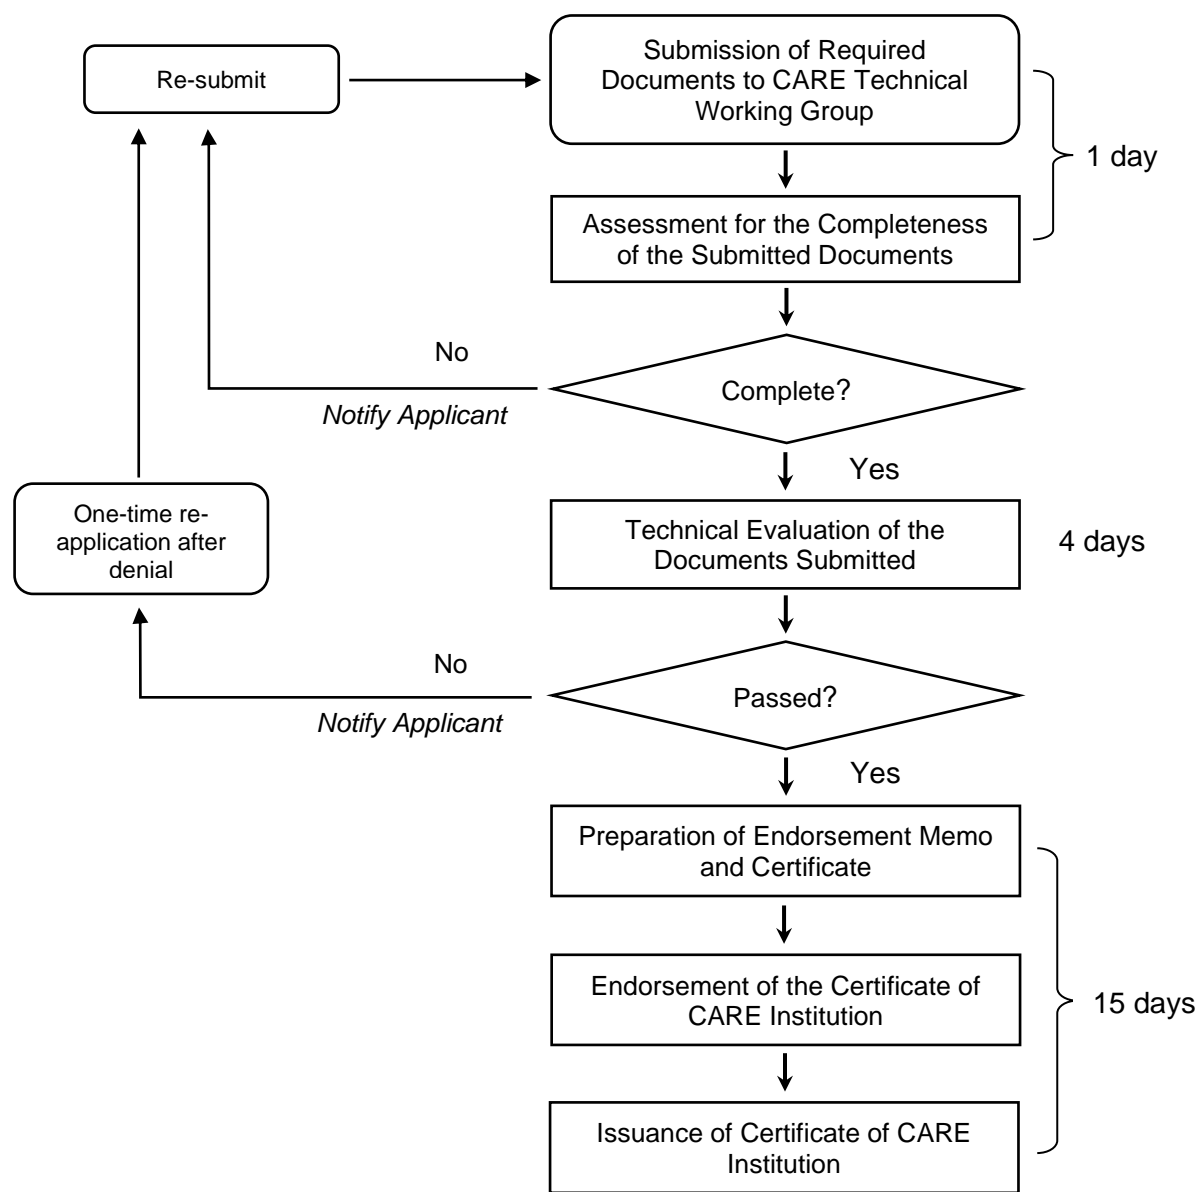 Re-submit
Submission of Required
Documents to CARE Technical
Working Group
1 day
Assessment for the Completeness
of the Submitted Documents
No
Complete?
Notify Applicant
Yes
One-time re-
application after
denial
Technical Evaluation of the
Documents Submitted
4 days
No
Passed?
Notify Applicant
Yes
Preparation of Endorsement Memo
and Certificate
Endorsement of the Certificate of
CARE Institution
15 days
Issuance of Certificate of CARE
Institution